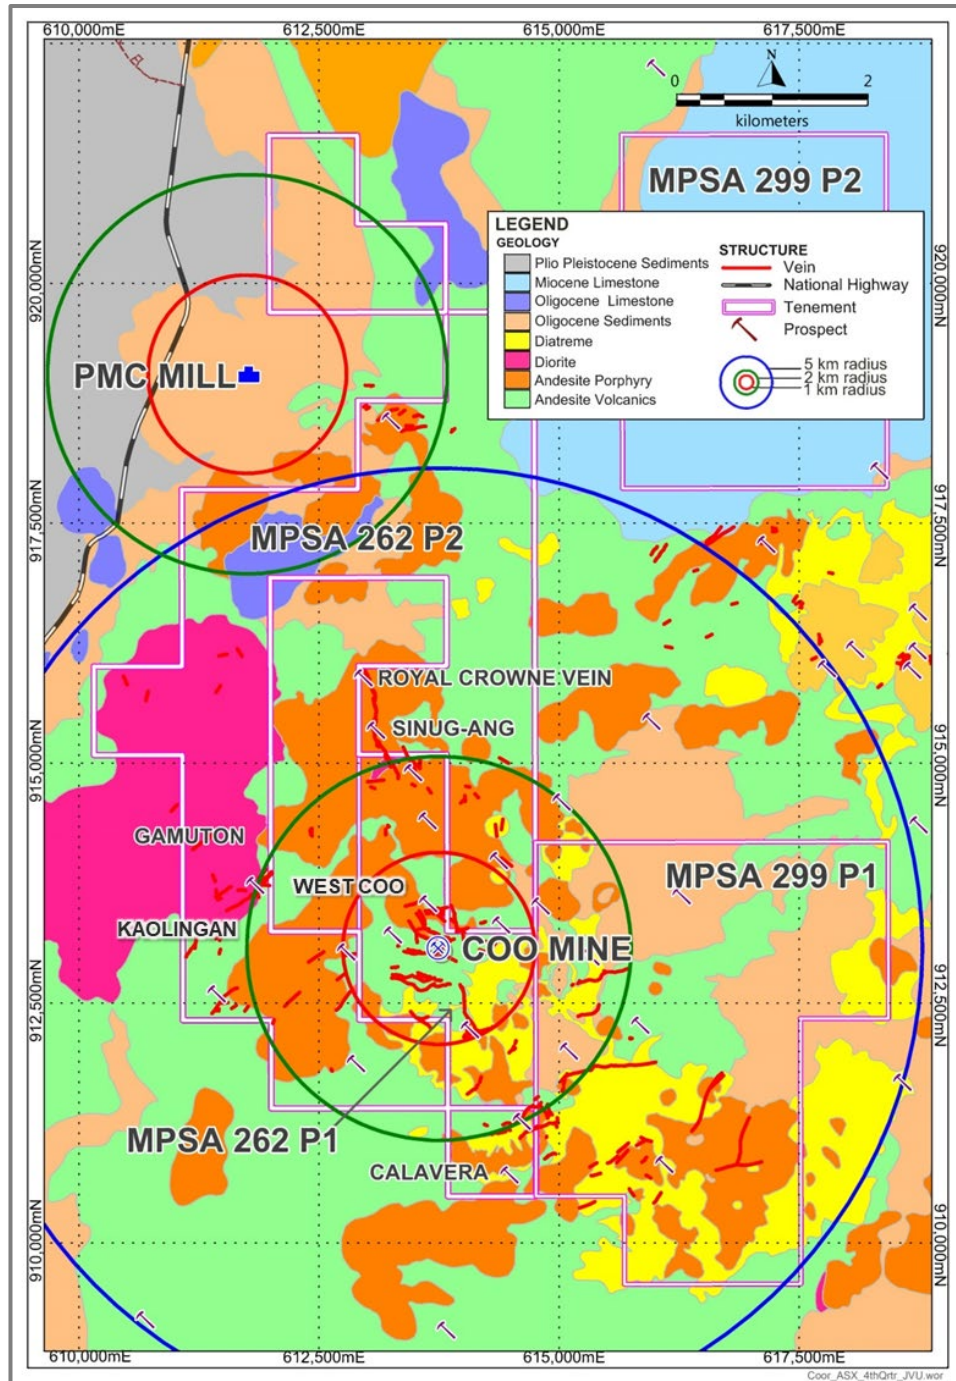 610,000mE 612,500mE 615,000mE 617,500mE
N
0 2
kilometers
MPSA 299 P2
LEGEND
GEOLOGY
Plio Pleistocene Sediments
Miocene Limestone
Oligocene Limestone
Oligocene Sediments
Diatreme
Diorite
Andesite Porphyry
Andesite Volcanics
STRUCTURE
Vein
National Highway
Tenement
Prospect
5 km radius
2 km radius
1 km radius
920,000mN
920,000mN
PMC MILL
917,500mN
917,500mN
MPSA 262 P2
ROYAL CROWNE VEIN
SINUG-ANG
915,000mN
915,000mN
GAMUTON
WEST COO
MPSA 299 P1
KAOLINGAN
COO MINE
912,500mN
912,500mN
MPSA 262 P1
CALAVERA
910,000mN
910,000mN
610,000mE 612,500mE 615,000mE 617,500mE
Coor_ASX_4thQrtr_JVU.wor